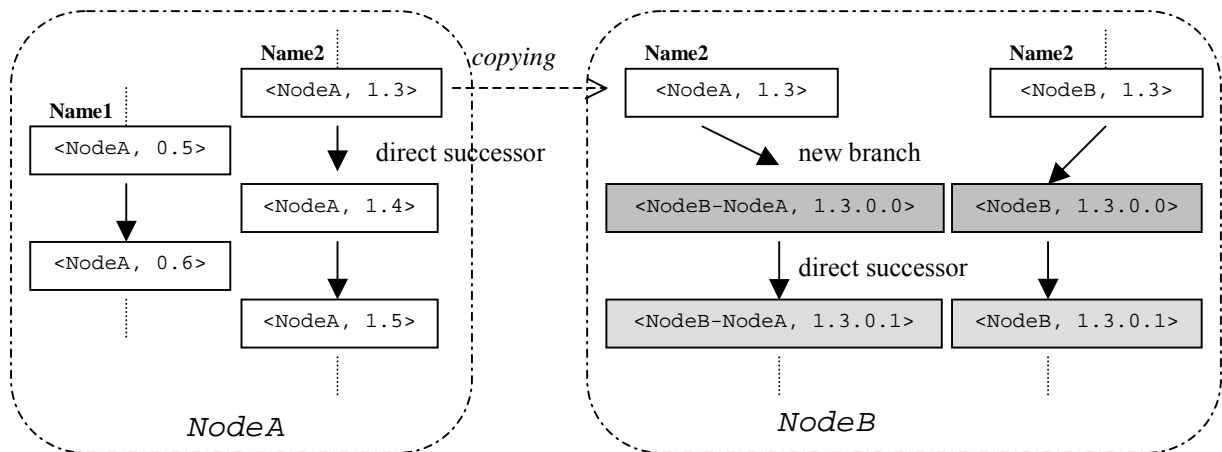 Name2
copying
Name2
Name2
<NodeA, 1.3>
<NodeA, 1.3>
<NodeB, 1.3>
Name1
<NodeA, 0.5>
direct successor
new branch
<NodeA, 1.4>
<NodeB-NodeA, 1.3.0.0>
<NodeB, 1.3.0.0>
<NodeA, 0.6>
direct successor
<NodeA, 1.5>
<NodeB-NodeA, 1.3.0.1>
<NodeB, 1.3.0.1>
NodeA
NodeB